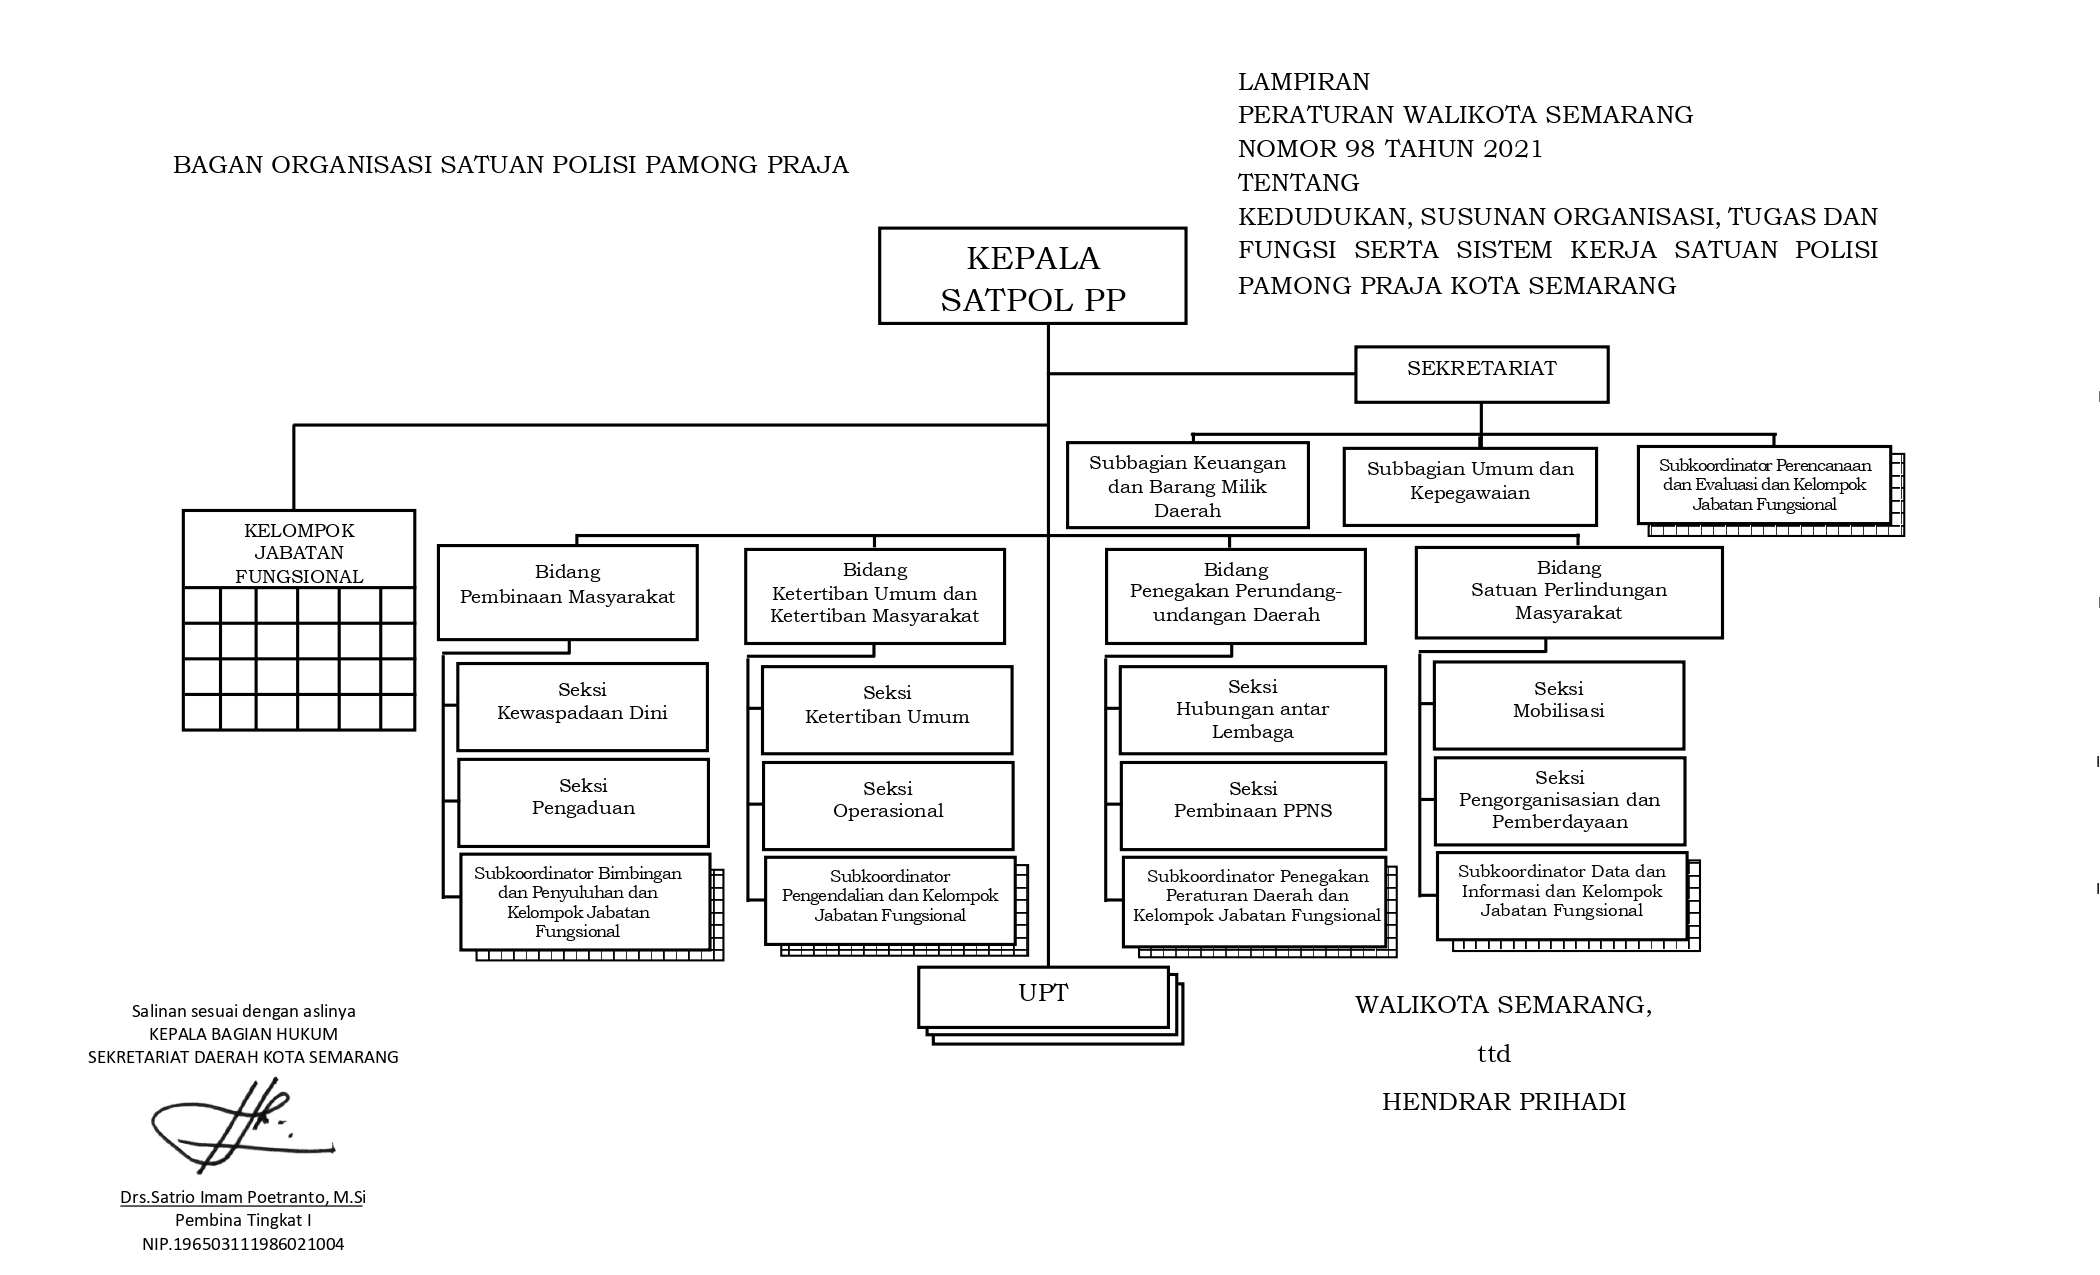 LAMPIRAN
PERATURAN WALIKOTA SEMARANG
NOMOR 98 TAHUN 2021
TENTANG
KEDUDUKAN, SUSUNAN ORGANISASI, TUGAS DAN
FUNGSI SERTA SISTEM KERJA SATUAN POLISI
PAMONG PRAJA KOTA SEMARANG
BAGAN ORGANISASI SATUAN POLISI PAMONG PRAJA
KEPALA
SATPOL PP
SEKRETARIAT
Subbagian Keuangan
dan Barang Milik
Daerah
Subbagian Umum dan
Kepegawaian
Subkoordinator Perencanaan
dan Evaluasi dan Kelompok
Jabatan Fungsional
KELOMPOK
JABATAN
FUNGSIONAL
Bidang
Pembinaan Masyarakat
Bidang
Ketertiban Umum dan
Ketertiban Masyarakat
Bidang
Penegakan Perundang-
undangan Daerah
Bidang
Satuan Perlindungan
Masyarakat
Seksi
Kewaspadaan Dini
Seksi
Ketertiban Umum
Seksi
Hubungan antar
Lembaga
Seksi
Mobilisasi
Seksi
Pengaduan
Seksi
Operasional
Seksi
Pembinaan PPNS
Seksi
Pengorganisasian dan
Pemberdayaan
Subkoordinator Bimbingan
dan Penyuluhan dan
Kelompok Jabatan
Fungsional
Subkoordinator
Pengendalian dan Kelompok
Jabatan Fungsional
Subkoordinator Penegakan
Peraturan Daerah dan
Kelompok Jabatan Fungsional
Subkoordinator Data dan
Informasi dan Kelompok
Jabatan Fungsional
UPT
Salinan sesuai dengan aslinya
KEPALA BAGIAN HUKUM
SEKRETARIAT DAERAH KOTA SEMARANG
Drs.Satrio Imam Poetranto, M.Si
Pembina Tingkat I
NIP.196503111986021004
WALIKOTA SEMARANG,
ttd
HENDRAR PRIHADI